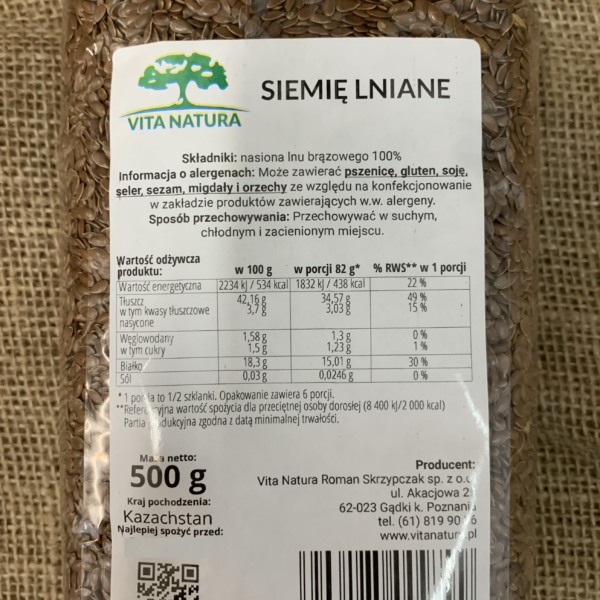 VITA NATURA
SIEMIĘ LNIANE
Składniki: nasiona lnu brązowego 100%
Informacja o alergenach: Może zawierać pszenicę, gluten, soję,
seler, sezam, migdały i orzechy ze względu na konfekcjonowanie
w zakładzie produktów zawierających w.w. alergeny.
Sposób przechowywania: Przechowywać w suchym,
chłodnym i zacienionym miejscu.
Wartość odżywcza
produktu: w 100 g w porcji 82 g* % RWS** w 1 porcji
Wartość energetyczna 2234 kJ / 534 kcal 1832 kJ / 438 kcal 22 %
Tłuszcz 42,16 g 34,57 g 49 %
w tym kwasy tłuszczowe 3,7 g 3,03 g 15 %
nasycone
Węglowodany 1,58 g 1,3 g 0 %
w tym cukry 1,5 g 1,23 g 1 %
Białko 18,3 g 15,01 g 30 %
Sól 0,03 g 0,0246 g 0 %
* 1 to 1/2 szklanki. Opakowanie zawiera 6 porcji.
wartość spożycia dla przeciętnej osoby dorosłej (8 400 kJ/2 000 kcal)
Partia zgodna z datą minimalnej trwałości.
netto:
500 g
Kraj pochodzenia:
Kazachstan
Najlepiej spożyć przed:
Producent:
Vita Natura Roman Skrzypczak sp. z
ul. Akacjowa
62-023 Gądki k. Poznania
tel. (61) 819 90
www.vitanatura.pl